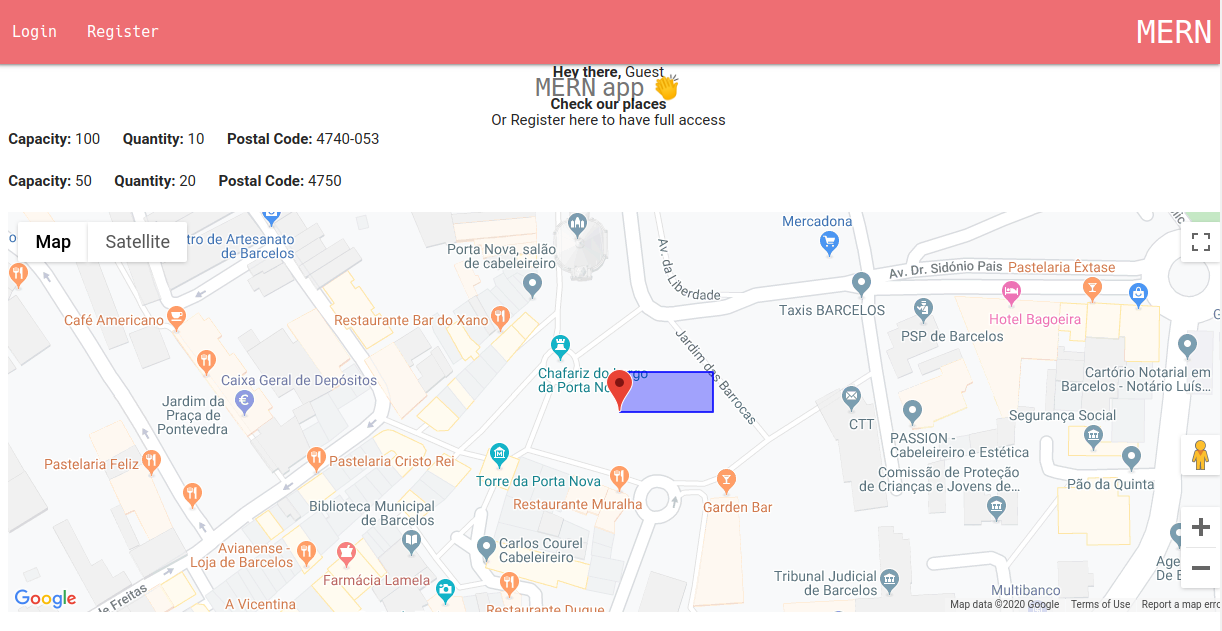 Login Register MERN
Hey there, Guest
MERN app 👏
Check our places
Or Register here to have full access
Capacity: 100 Quantity: 10 Postal Code: 4740-053
Capacity: 50 Quantity: 20 Postal Code: 4750
Map Satellite
tro de Artesanato
de Barcelos
Porta Nova, salão
de cabeleireiro
Av. da Liberdade
Mercadona
Av. Dr. Sidónio Pais
Pastelaria Êxtase
Café Americano
Restaurante Bar do Xano
Taxis BARCELOS
Hotel Bagoeira
PSP de Barcelos
Jardim das Barrocas
Chafariz do Largo
da Porta No
Caixa Geral de Depósitos
Cartório Notarial em
Barcelos - Notário Luís...
Jardim da
Praça de
Pontevedra
CTT
Segurança Social
PASSION -
Cabeleireiro e Estética
Pastelaria Feliz
Pastelaria Cristo Rei
Comissão de Proteção
de Crianças e Jovens de...
Torre da Porta Nova
Pão da Quinta
Restaurante Muralha
Garden Bar
Biblioteca Municipal
de Barcelos
Avianense -
Loja de Barcelos
Carlos Courel
Cabeleireiro
Farmácia Lamela
Tribunal Judicial
de Barcelos
Multibanco
de Freitas
A Vicentina
Restaurante Duque
Google
Map data ©2020 Google Terms of Use Report a map erro